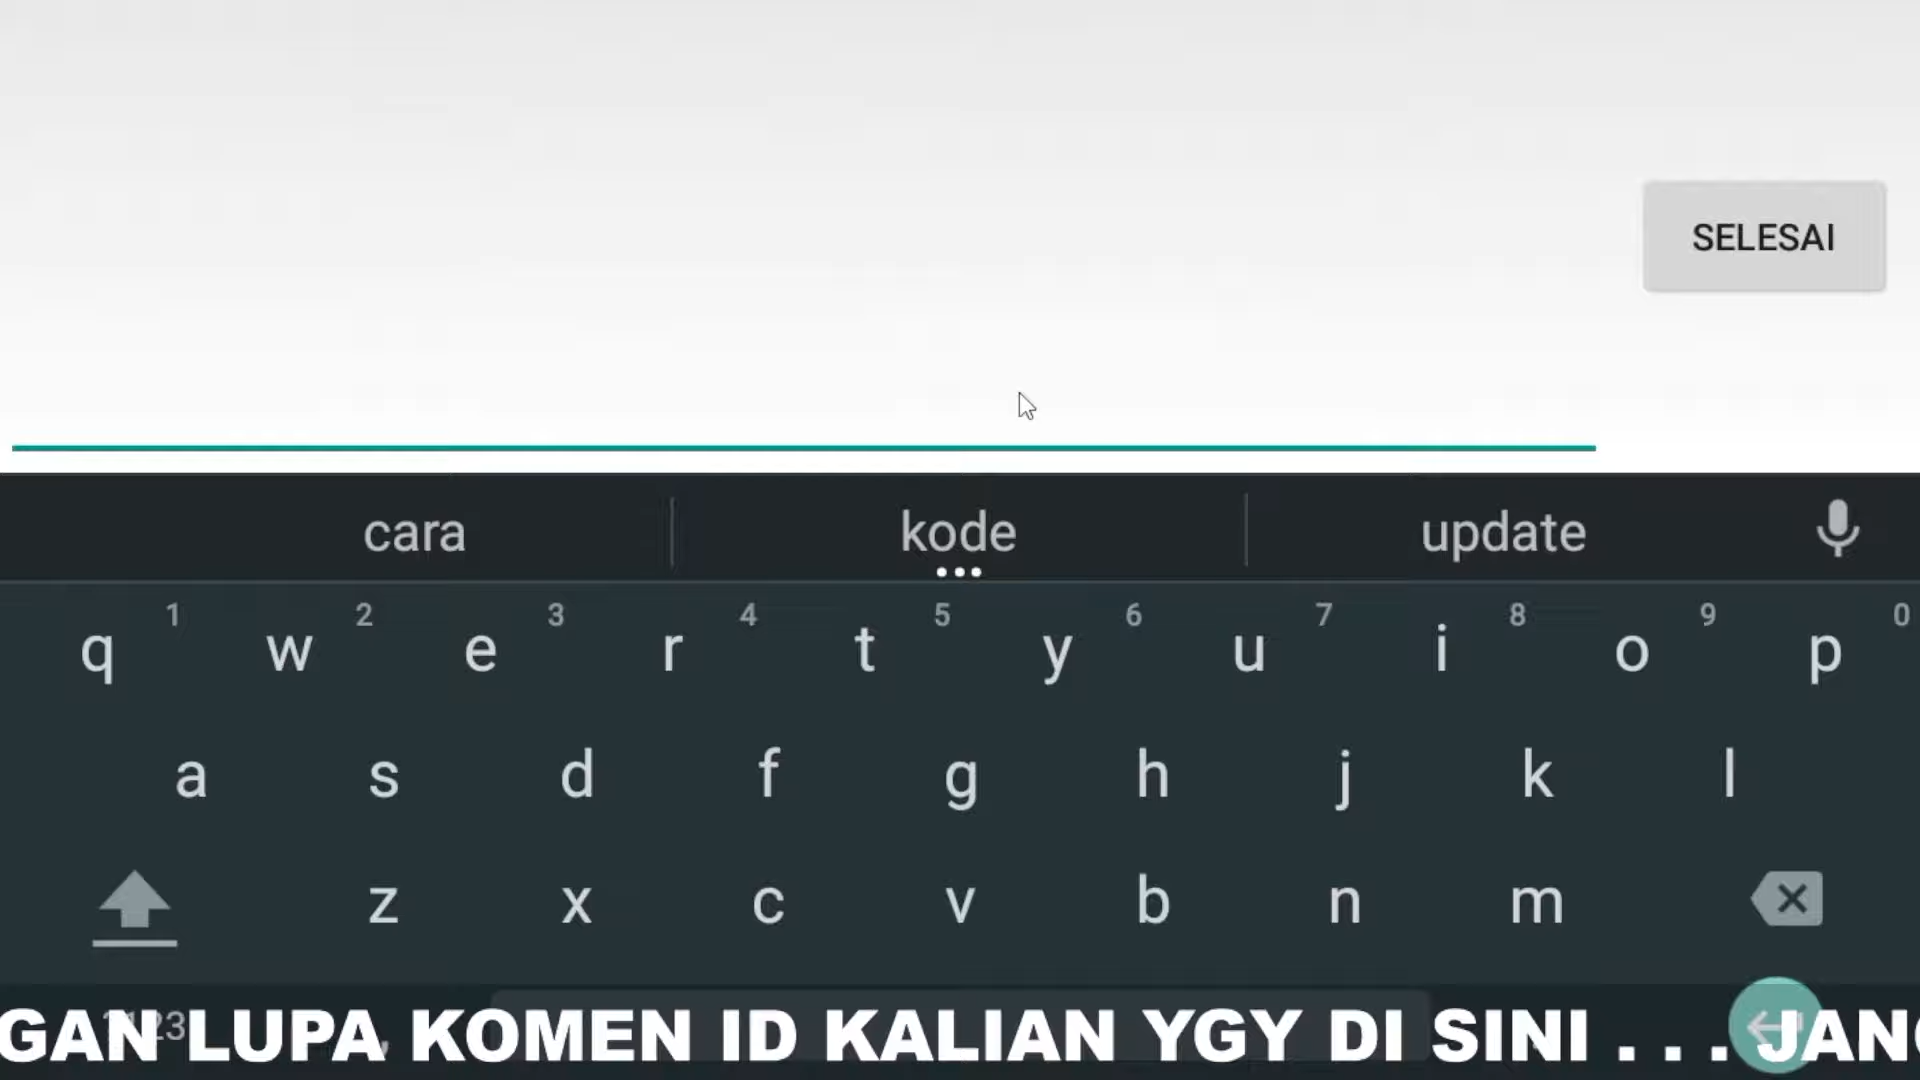 SELESAI
cara kode update
1 2 3 4 5 6 7 8 9 0
q w e r t y u i o p
a s d f g h j k l
z x c v b n m
GAN LUPA KOMEN ID KALIAN YGY DI SINI . . . JANG